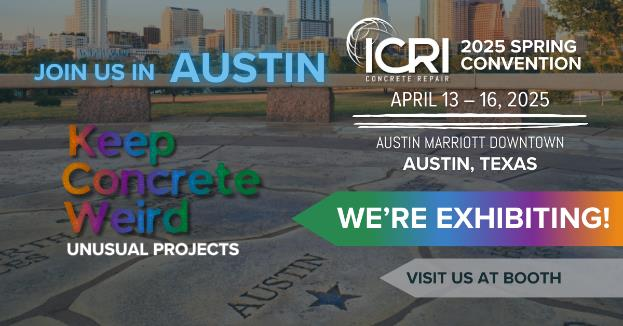 JOIN US IN AUSTIN
ICRI
CONCRETE REPAIR
2025 SPRING
CONVENTION
APRIL 13 – 16, 2025
AUSTIN MARRIOTT DOWNTOWN
AUSTIN, TEXAS
Keep
Concrete
Weird
UNUSUAL PROJECTS
WE'RE EXHIBITING!
VISIT US AT BOOTH
AUSTIN